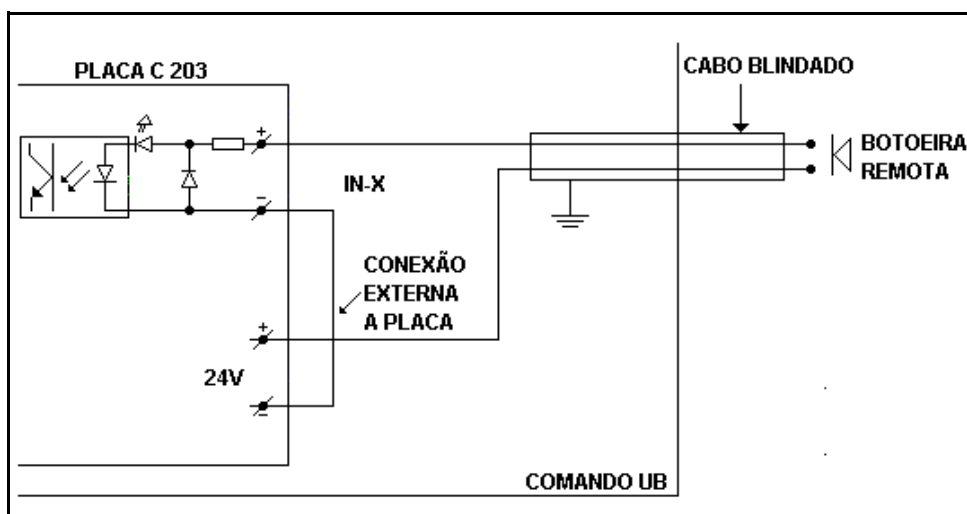 PLACA C 203
CABO BLINDADO
+
BOTOEIRA
REMOTA
IN-X
–
CONEXÃO
EXTERNA
A PLACA
+
24V
–
COMANDO UB